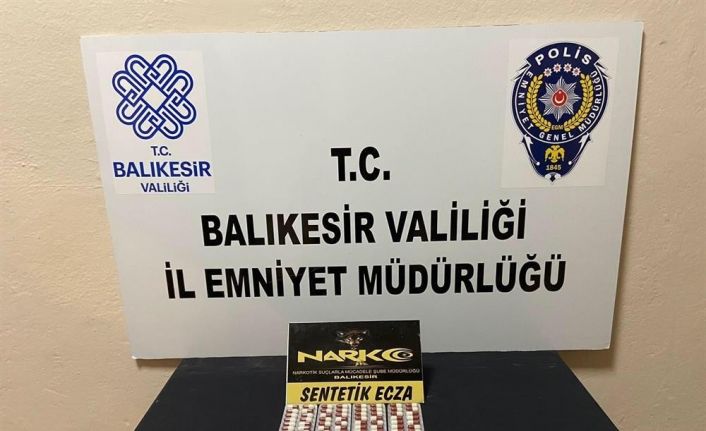 T.C.
BALIKESİR
VALİLİĞİ
POLİS
EMNİYET GENEL MÜDÜRLÜĞÜ
EGM
1845
T.C.
BALIKESİR VALİLİĞİ
İL EMNİYET MÜDÜRLÜĞÜ
NARKO
NARKOTİK SUÇLARLA MÜCADELE ŞUBE MÜDÜRLÜĞÜ
BALIKESİR
SENTETİK ECZA